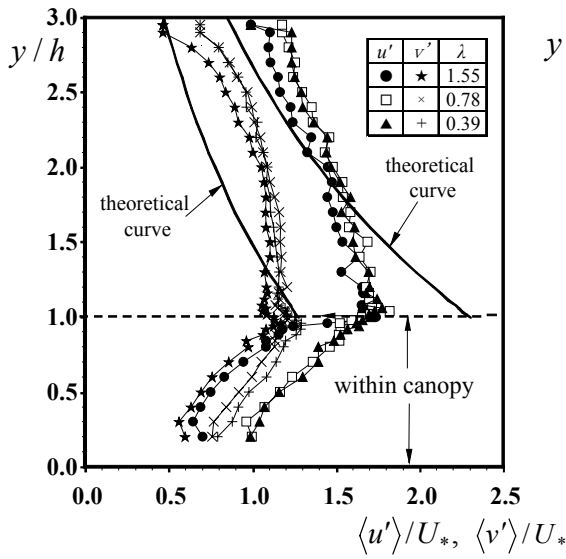 y / h
3.0
2.5
2.0
1.5
1.0
0.5
0.0
u' v' λ
● ★ 1.55
□ × 0.78
▲ + 0.39
y
theoretical
curve
theoretical
curve
within canopy
0.0 0.5 1.0 1.5 2.0 2.5
⟨u'⟩/U*, ⟨v'⟩/U*